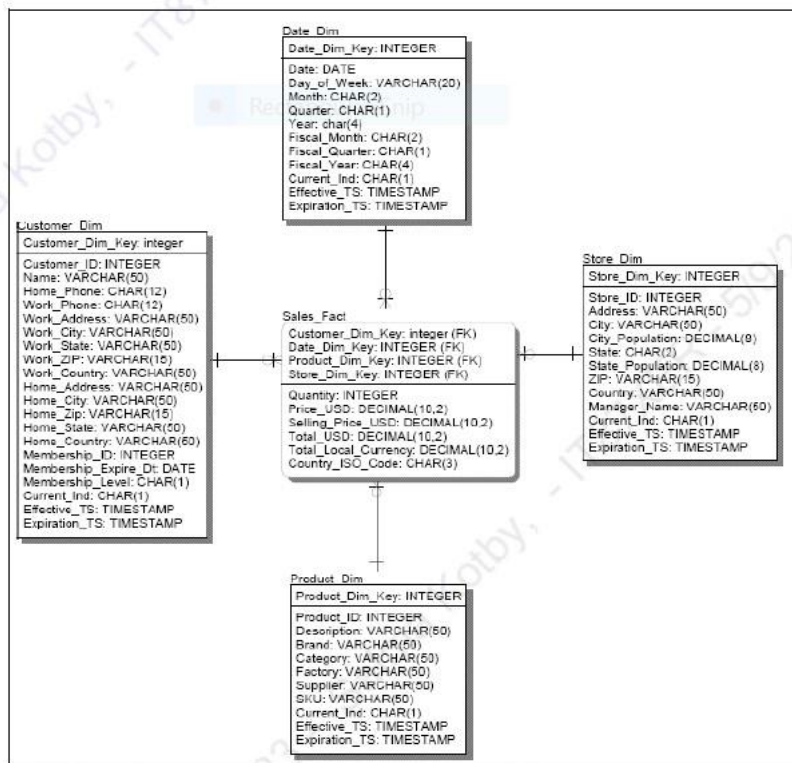 Date_Dim
Date_Dim_Key: INTEGER
Date: DATE
Day_of_Week: VARCHAR(20)
Month: CHAR(2)
Quarter: CHAR(1)
Year: char(4)
Fiscal_Month: CHAR(2)
Fiscal_Quarter: CHAR(1)
Fiscal_Year: CHAR(4)
Current_Ind: CHAR(1)
Effective_TS: TIMESTAMP
Expiration_TS: TIMESTAMP
Customer_Dim
Customer_Dim_Key: integer
Customer_ID: INTEGER
Name: VARCHAR(50)
Home_Phone: CHAR(12)
Work_Phone: CHAR(12)
Work_Address: VARCHAR(50)
Work_City: VARCHAR(50)
Work_State: VARCHAR(50)
Work_ZIP: VARCHAR(15)
Work_Country: VARCHAR(50)
Home_Address: VARCHAR(50)
Home_City: VARCHAR(50)
Home_Zip: VARCHAR(15)
Home_State: VARCHAR(50)
Home_Country: VARCHAR(50)
Membership_ID: INTEGER
Membership_Expire_Dt: DATE
Membership_Level: CHAR(1)
Current_Ind: CHAR(1)
Effective_TS: TIMESTAMP
Expiration_TS: TIMESTAMP
Sales_Fact
Customer_Dim_Key: integer (FK)
Date_Dim_Key: INTEGER (FK)
Product_Dim_Key: INTEGER (FK)
Store_Dim_Key: INTEGER (FK)
Quantity: INTEGER
Price_USD: DECIMAL(10,2)
Selling_Price_USD: DECIMAL(10,2)
Total_USD: DECIMAL(10,2)
Total_Local_Currency: DECIMAL(10,2)
Country_ISO_Code: CHAR(3)
Store_Dim
Store_Dim_Key: INTEGER
Store_ID: INTEGER
Address: VARCHAR(50)
City: VARCHAR(50)
City_Population: DECIMAL(9)
State: CHAR(2)
State_Population: DECIMAL(8)
ZIP: VARCHAR(15)
Country: VARCHAR(50)
Manager_Name: VARCHAR(50)
Current_Ind: CHAR(1)
Effective_TS: TIMESTAMP
Expiration_TS: TIMESTAMP
Product_Dim
Product_Dim_Key: INTEGER
Product_ID: INTEGER
Description: VARCHAR(50)
Brand: VARCHAR(50)
Category: VARCHAR(50)
Factory: VARCHAR(50)
Supplier: VARCHAR(50)
SKU: VARCHAR(50)
Current_Ind: CHAR(1)
Effective_TS: TIMESTAMP
Expiration_TS: TIMESTAMP
Kotby, - IT
Kotby, - IT
5/9/2